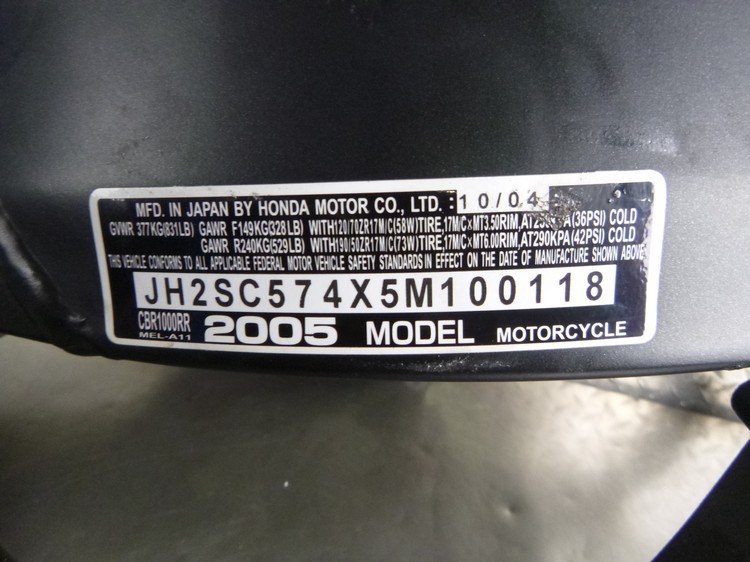 MFD. IN JAPAN BY HONDA MOTOR CO., LTD. :10/04
GVWR 377KG(831LB) GAWR F149KG(328LB) WITH120/70ZR17M/C(58W)TIRE,17M/C×MT3.50RIM,AT250KPA(36PSI) COLD
GAWR R240KG(529LB) WITH190/50ZR17M/C(73W)TIRE,17M/C×MT6.00RIM,AT290KPA(42PSI) COLD
THIS VEHICLE CONFORMS TO ALL APPLICABLE FEDERAL MOTOR VEHICLE SAFETY STANDARDS IN EFFECT ON THE DATE OF MANUFACTURE SHOWN ABOVE
JH2SC574X5M100118
CBR1000RR
MEL-A11
2005 MODEL MOTORCYCLE